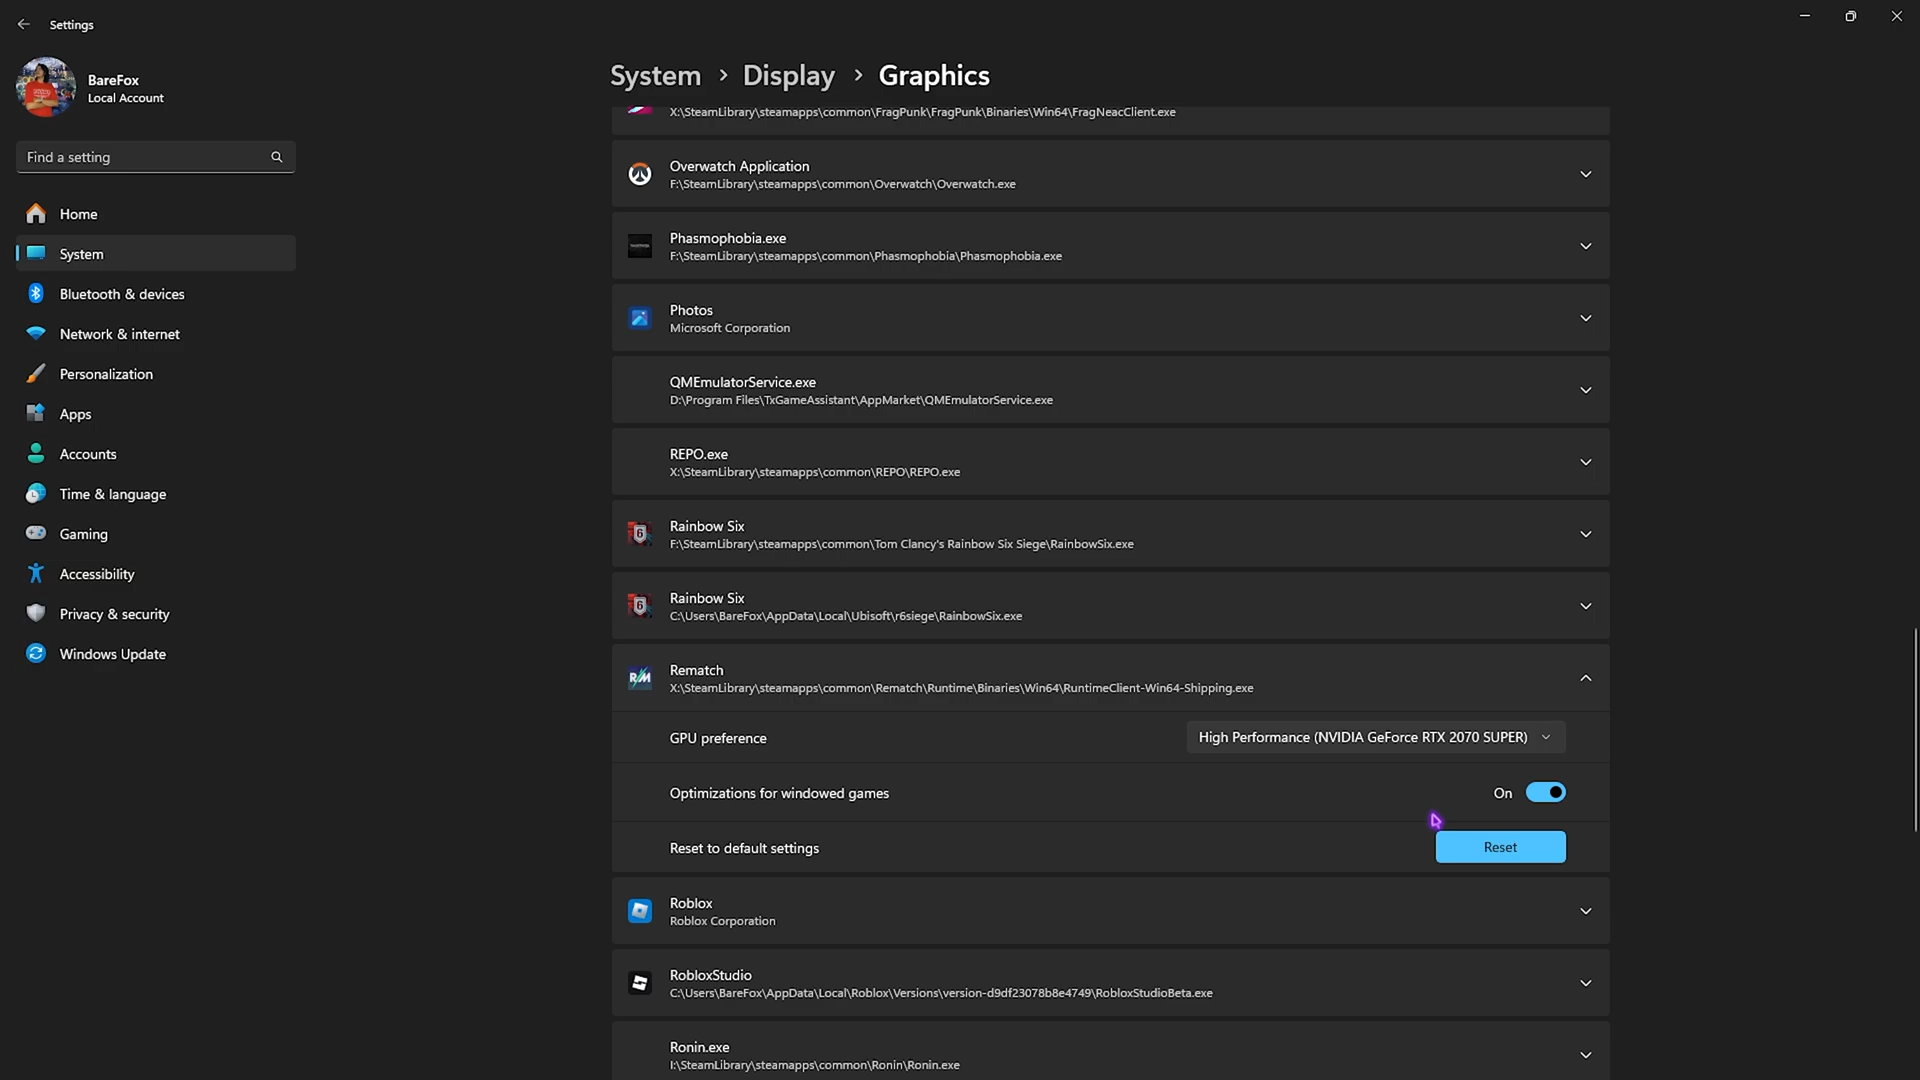 Settings
BareFox
Local Account
Find a setting
Home
System
Bluetooth & devices
Network & internet
Personalization
Apps
Accounts
Time & language
Gaming
Accessibility
Privacy & security
Windows Update
System > Display > Graphics
X:\SteamLibrary\steamapps\common\FragPunk\FragPunk\Binaries\Win64\FragNeacClient.exe
Overwatch Application
F:\SteamLibrary\steamapps\common\Overwatch\Overwatch.exe
Phasmophobia.exe
F:\SteamLibrary\steamapps\common\Phasmophobia\Phasmophobia.exe
Photos
Microsoft Corporation
QMEmulatorService.exe
D:\Program Files\TxGameAssistant\AppMarket\QMEmulatorService.exe
REPO.exe
X:\SteamLibrary\steamapps\common\REPO\REPO.exe
Rainbow Six
F:\SteamLibrary\steamapps\common\Tom Clancy's Rainbow Six Siege\RainbowSix.exe
Rainbow Six
C:\Users\BareFox\AppData\Local\Ubisoft\r6siege\RainbowSix.exe
R/M
Rematch
X:\SteamLibrary\steamapps\common\Rematch\Runtime\Binaries\Win64\RuntimeClient-Win64-Shipping.exe
GPU preference
High Performance (NVIDIA GeForce RTX 2070 SUPER)
Optimizations for windowed games
On
Reset to default settings
Reset
Roblox
Roblox Corporation
RobloxStudio
C:\Users\BareFox\AppData\Local\Roblox\Versions\version-d9df23078b8e4749\RobloxStudioBeta.exe
Ronin.exe
I:\SteamLibrary\steamapps\common\Ronin\Ronin.exe